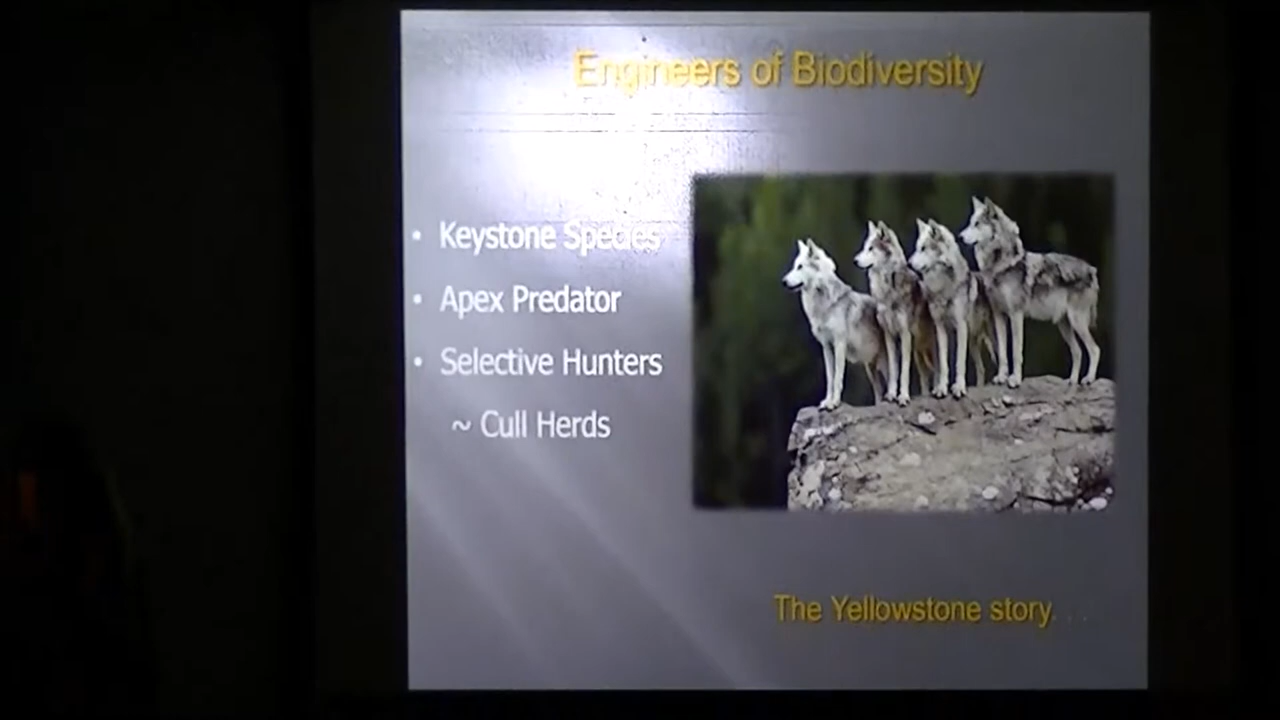 Engineers of Biodiversity
• Keystone Species
• Apex Predator
• Selective Hunters
~ Cull Herds
The Yellowstone story...